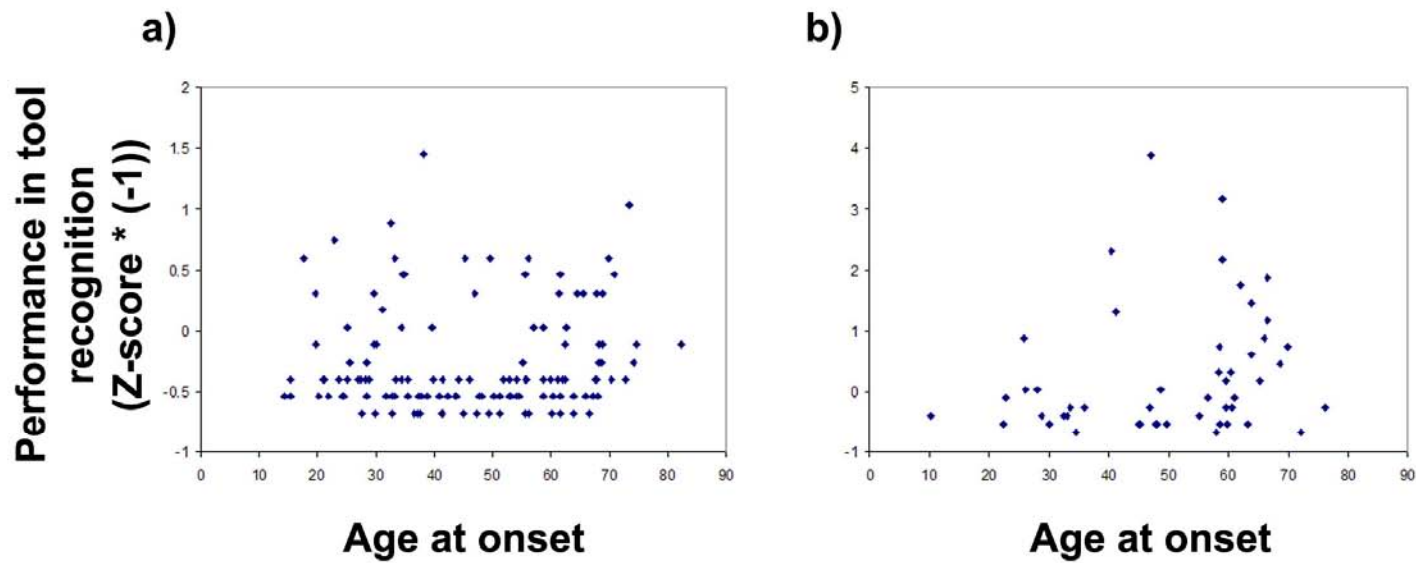 a)
b)
Performance in tool
recognition
(Z-score * (-1))
2
1.5
1
0.5
0
-0.5
-1
0 10 20 30 40 50 60 70 80 90
Age at onset
5
4
3
2
1
0
-1
0 10 20 30 40 50 60 70 80 90
Age at onset